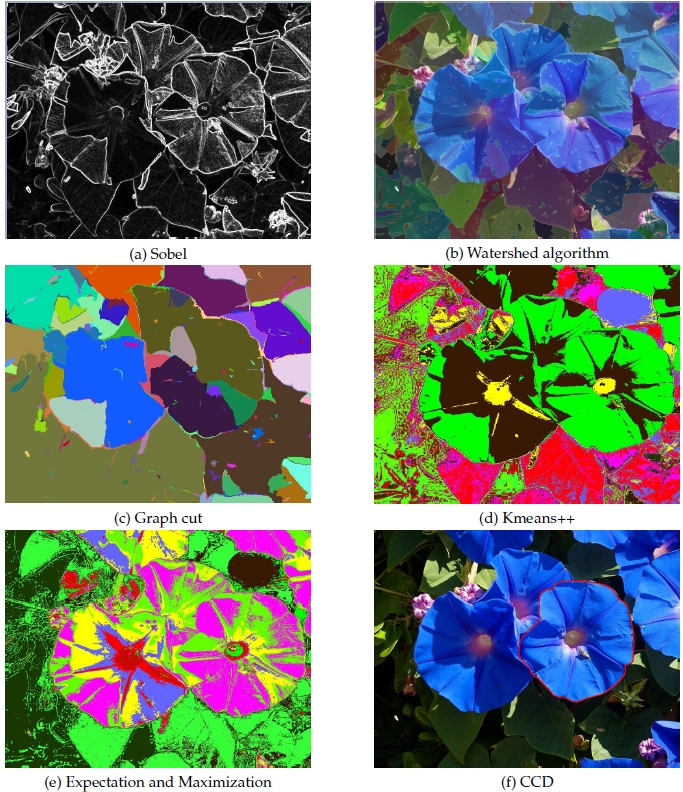 (a) Sobel
(b) Watershed algorithm
(c) Graph cut
(d) Kmeans++
(e) Expectation and Maximization
(f) CCD